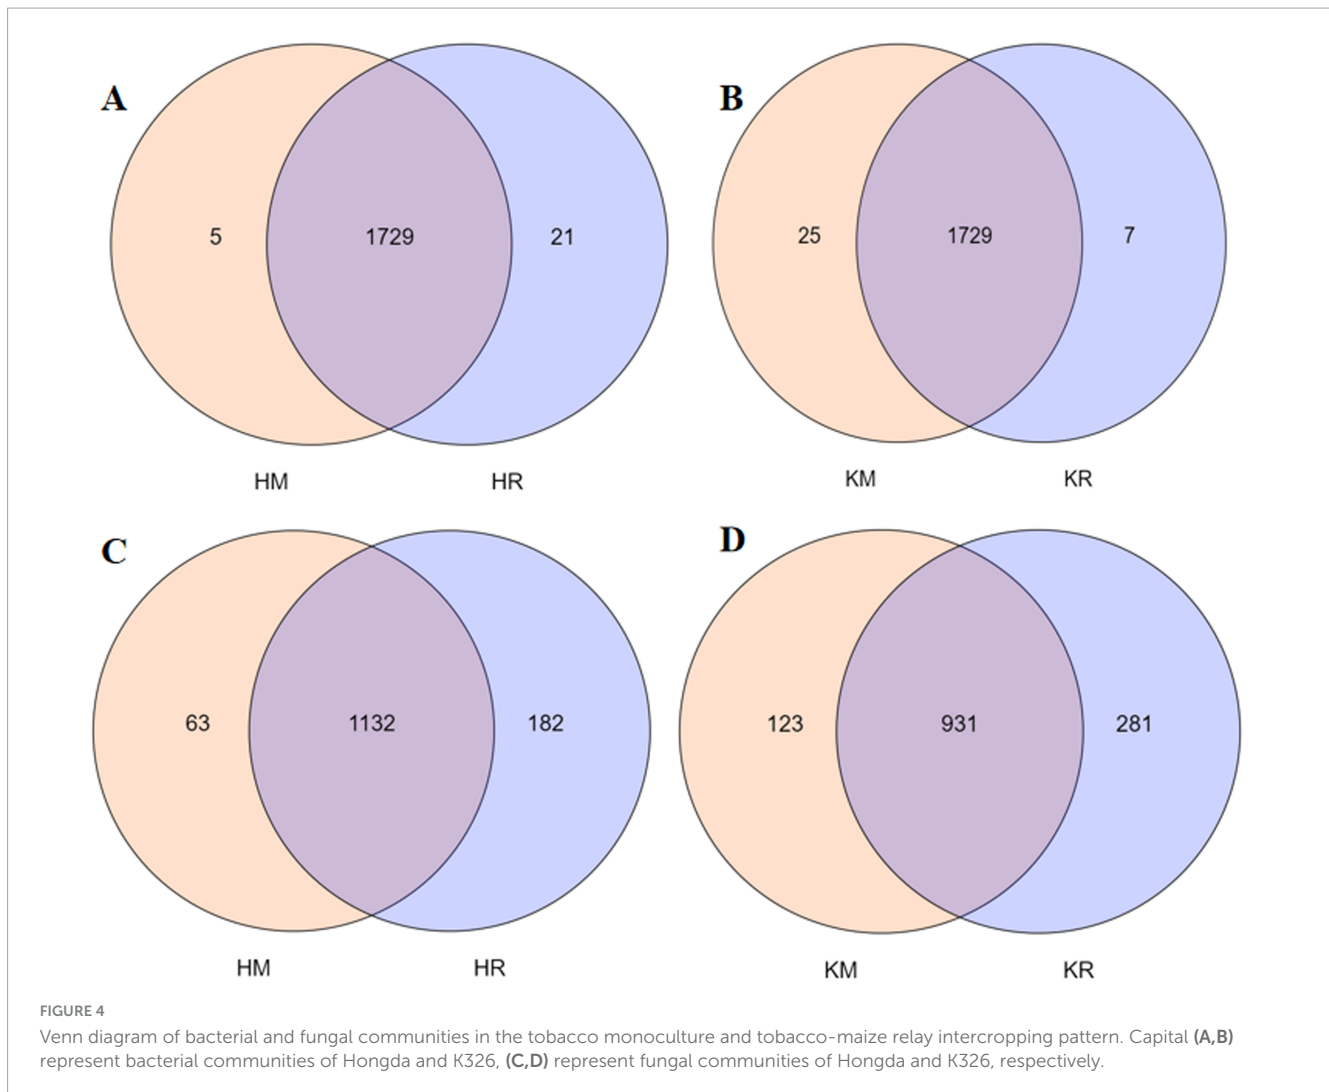 A
B
5
1729
21
25
1729
7
HM
HR
KM
KR
C
D
63
1132
182
123
931
281
HM
HR
KM
KR
FIGURE 4
Venn diagram of bacterial and fungal communities in the tobacco monoculture and tobacco-maize relay intercropping pattern. Capital (A,B)
represent bacterial communities of Hongda and K326, (C,D) represent fungal communities of Hongda and K326, respectively.